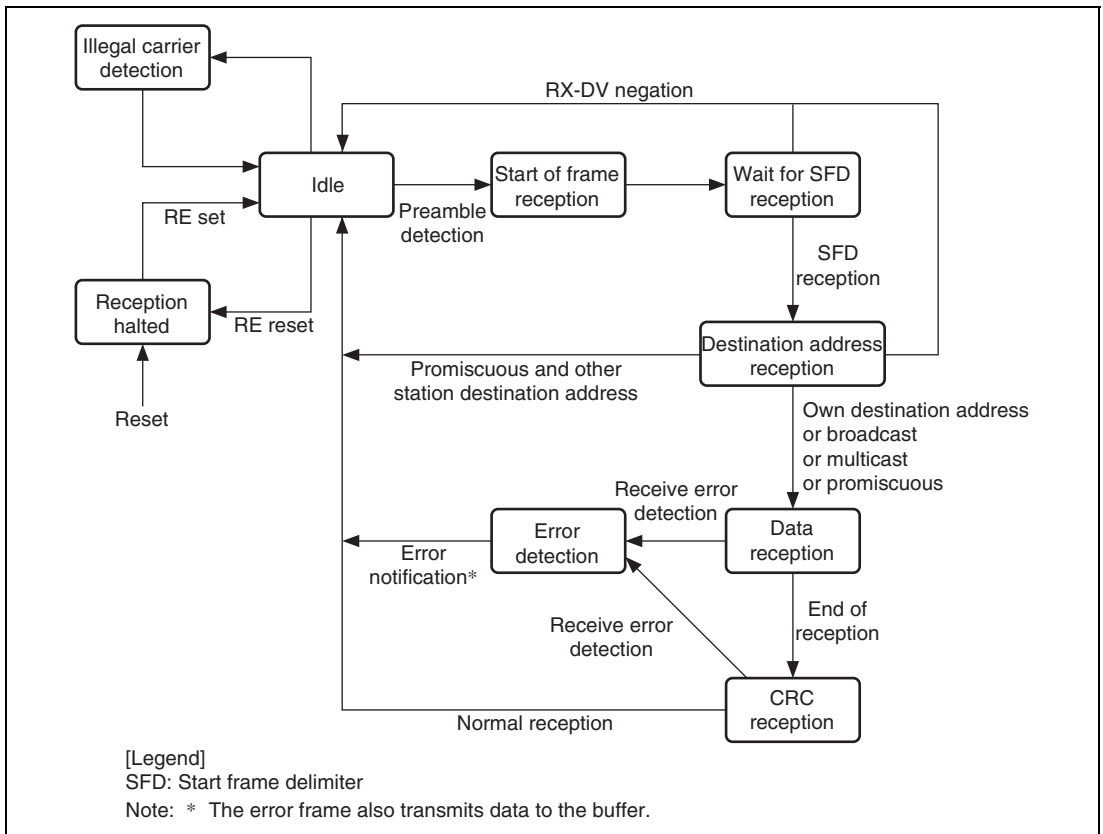 Illegal carrier
detection
RX-DV negation
Idle
Start of frame
reception
Wait for SFD
reception
Preamble
detection
RE set
SFD
reception
Reception
halted
RE reset
Destination address
reception
Promiscuous and other
station destination address
Reset
Own destination address
or broadcast
or multicast
or promiscuous
Receive error
detection
Error
detection
Data
reception
Error
notification*
End of
reception
Receive error
detection
CRC
reception
Normal reception
[Legend]
SFD: Start frame delimiter
Note: * The error frame also transmits data to the buffer.